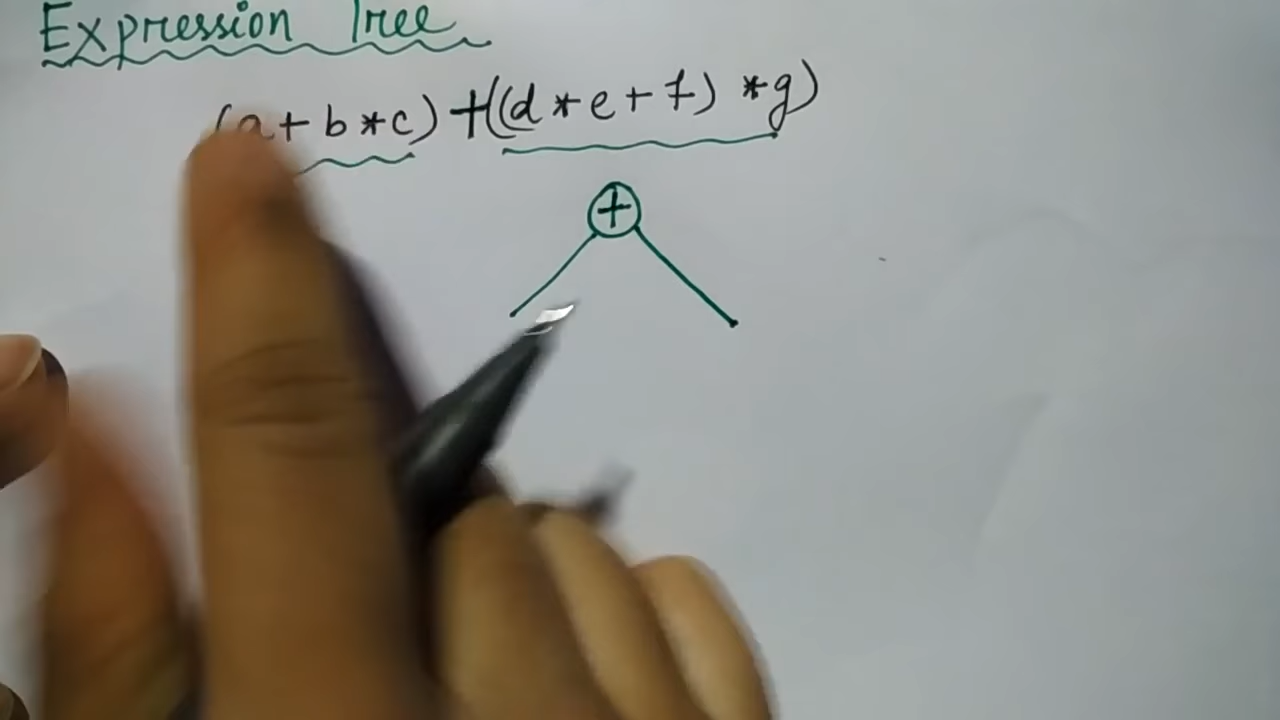 Expression Tree
(a+b*c) +((d*e+f) *g)
+